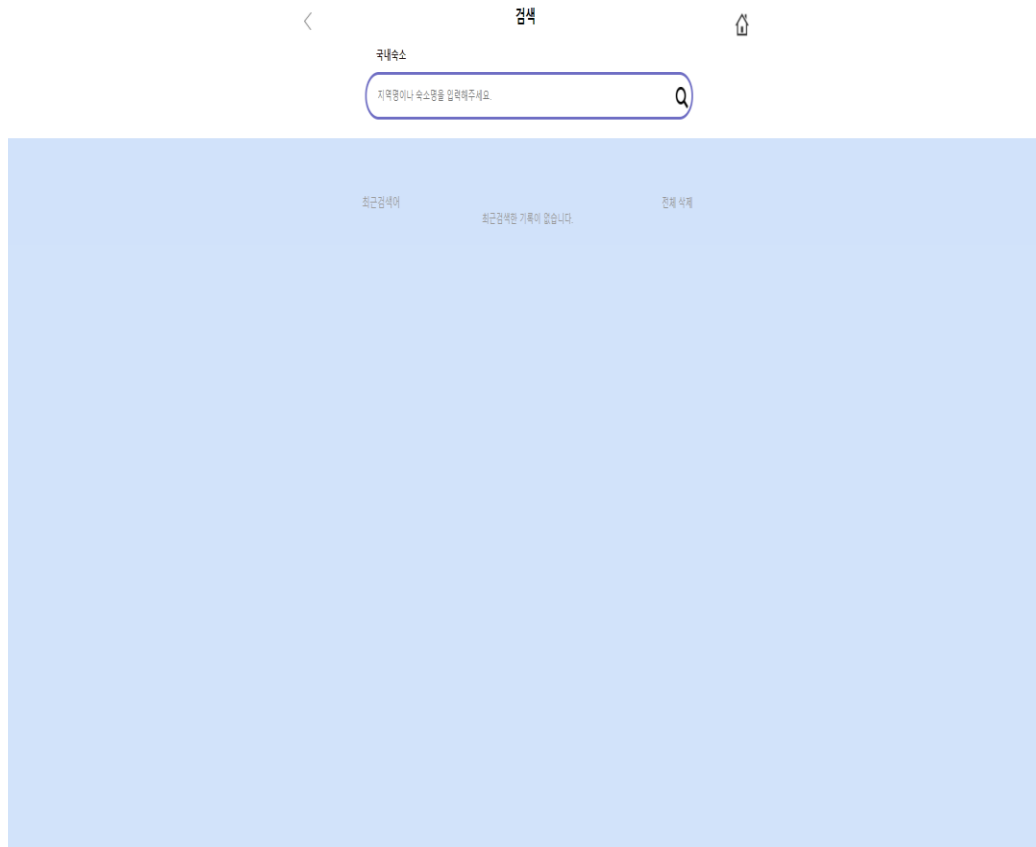 검색
국내숙소
지역명이나 숙소명을 입력해주세요.
최근검색어
전체 삭제
최근검색한 기록이 없습니다.